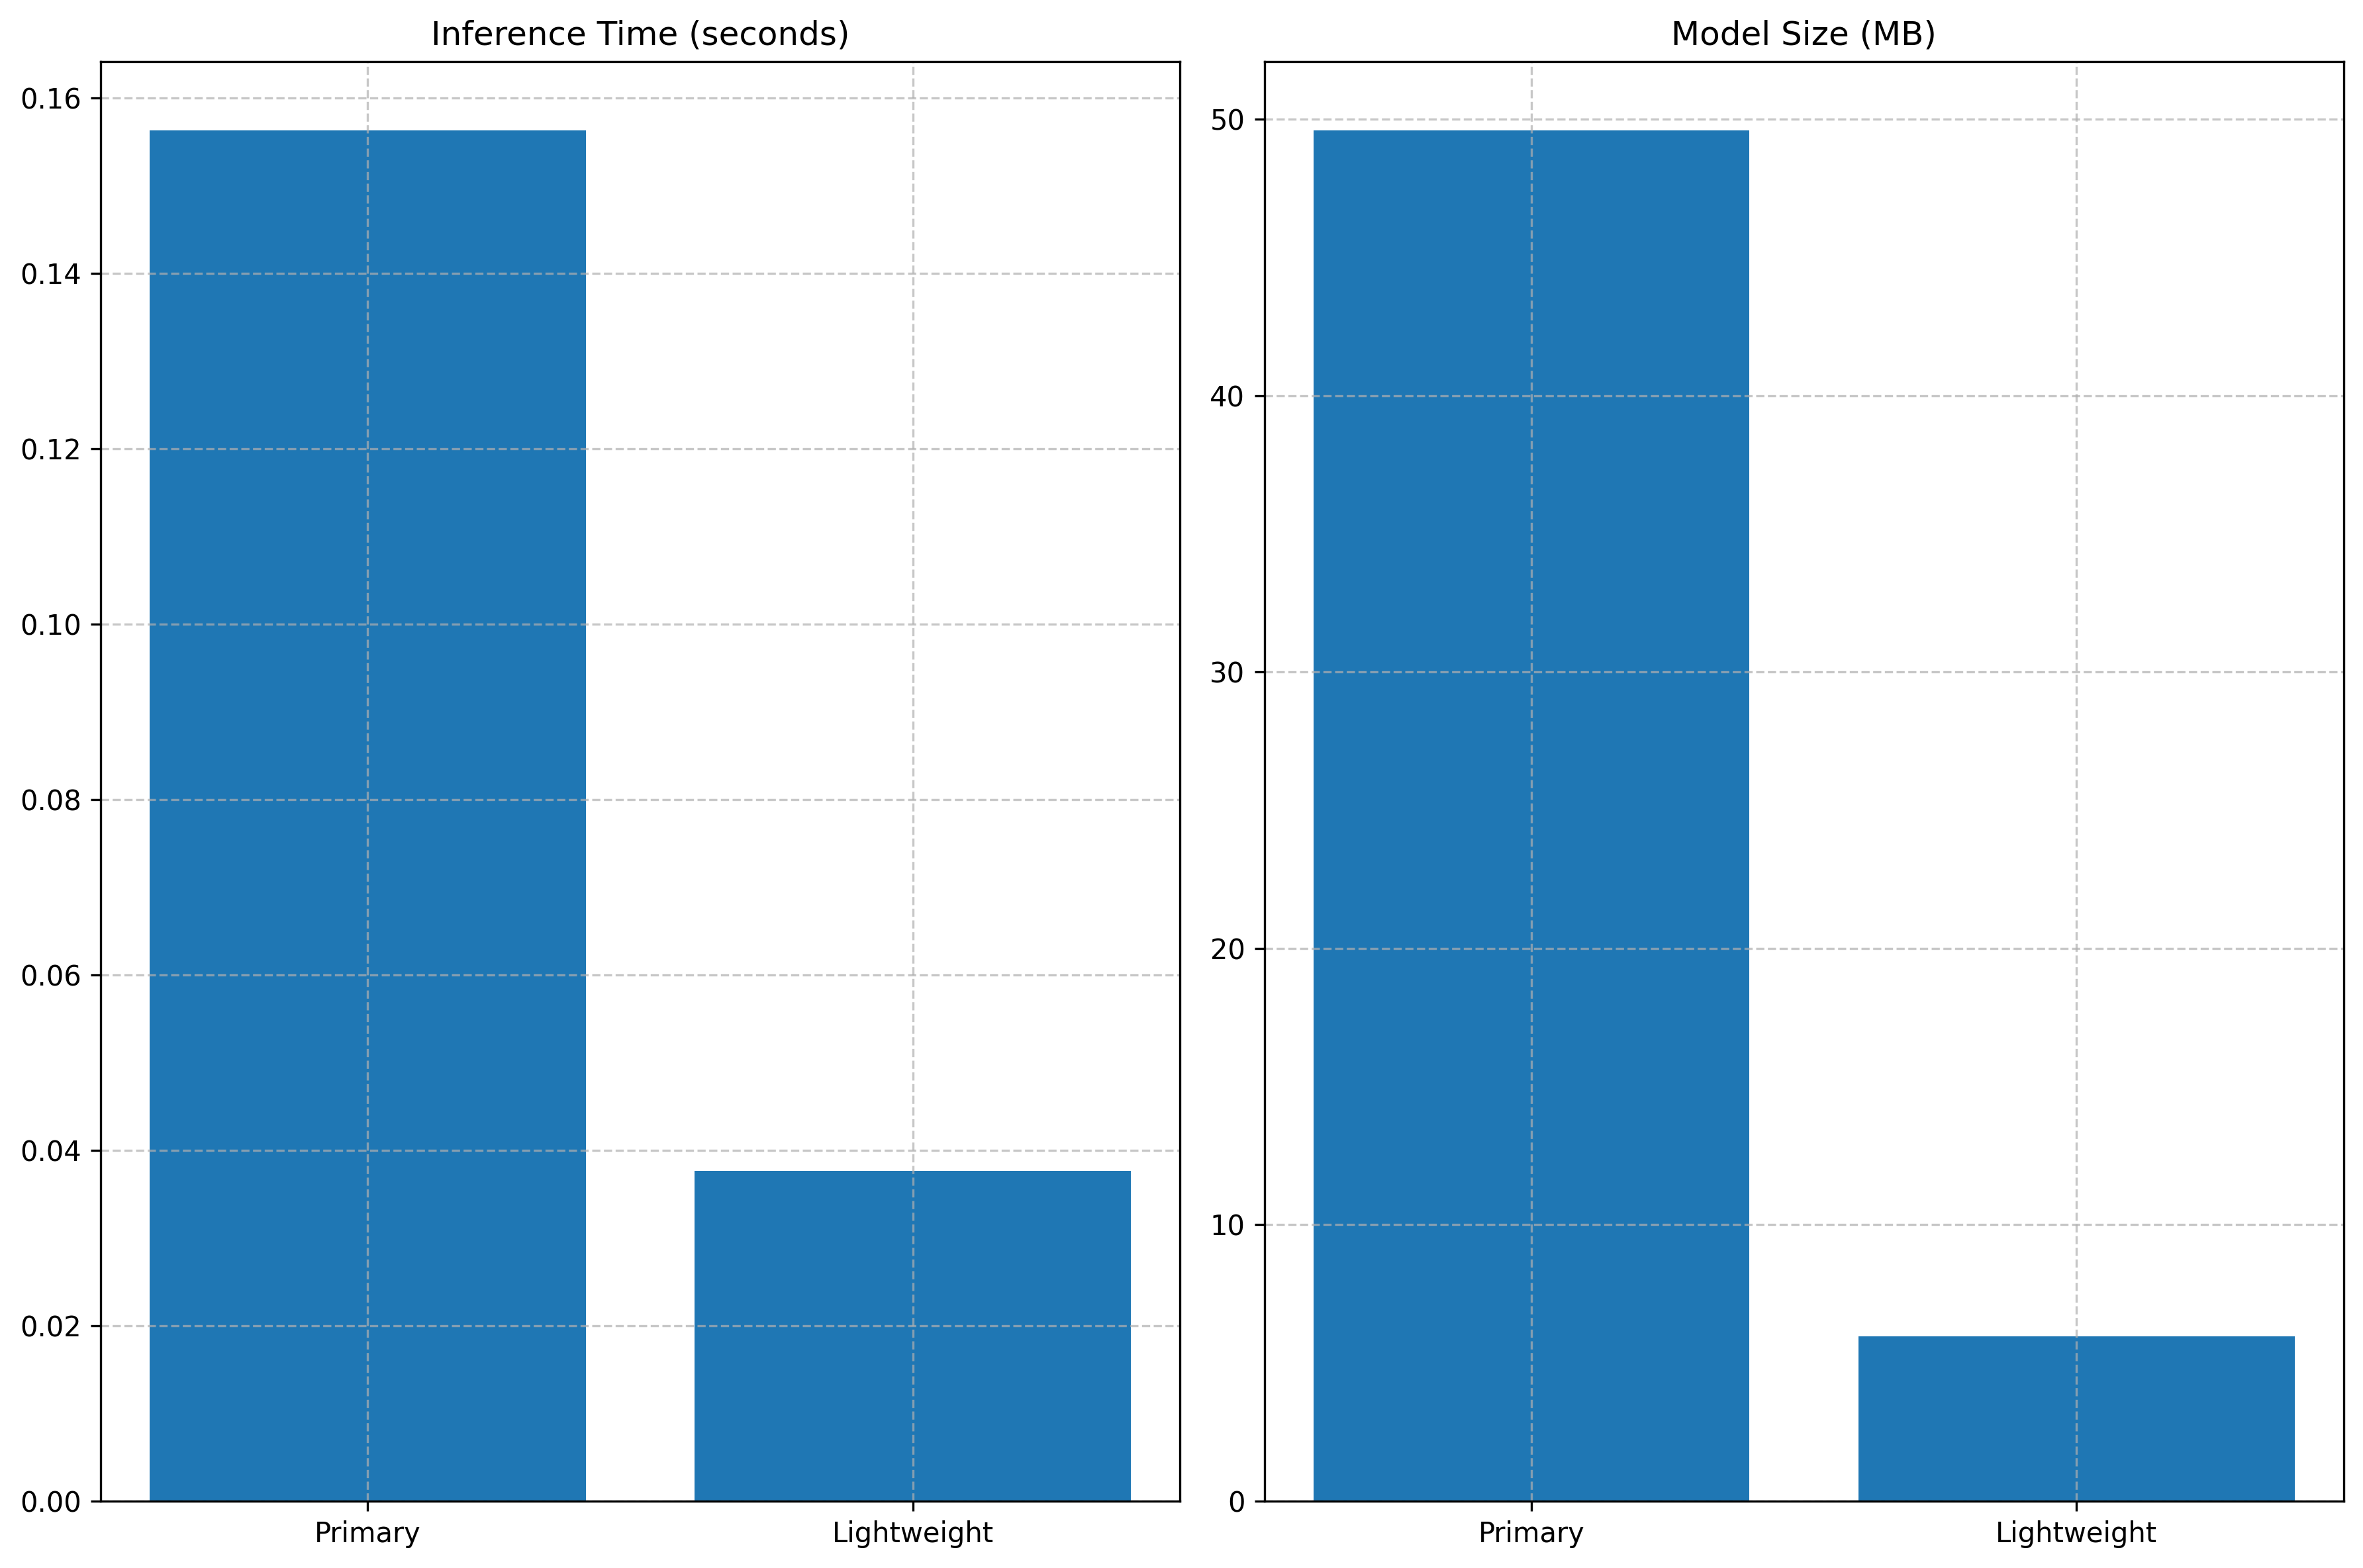 Inference Time (seconds)
0.16
0.14
0.12
0.10
0.08
0.06
0.04
0.02
0.00
Primary
Lightweight
Model Size (MB)
50
40
30
20
10
0
Primary
Lightweight